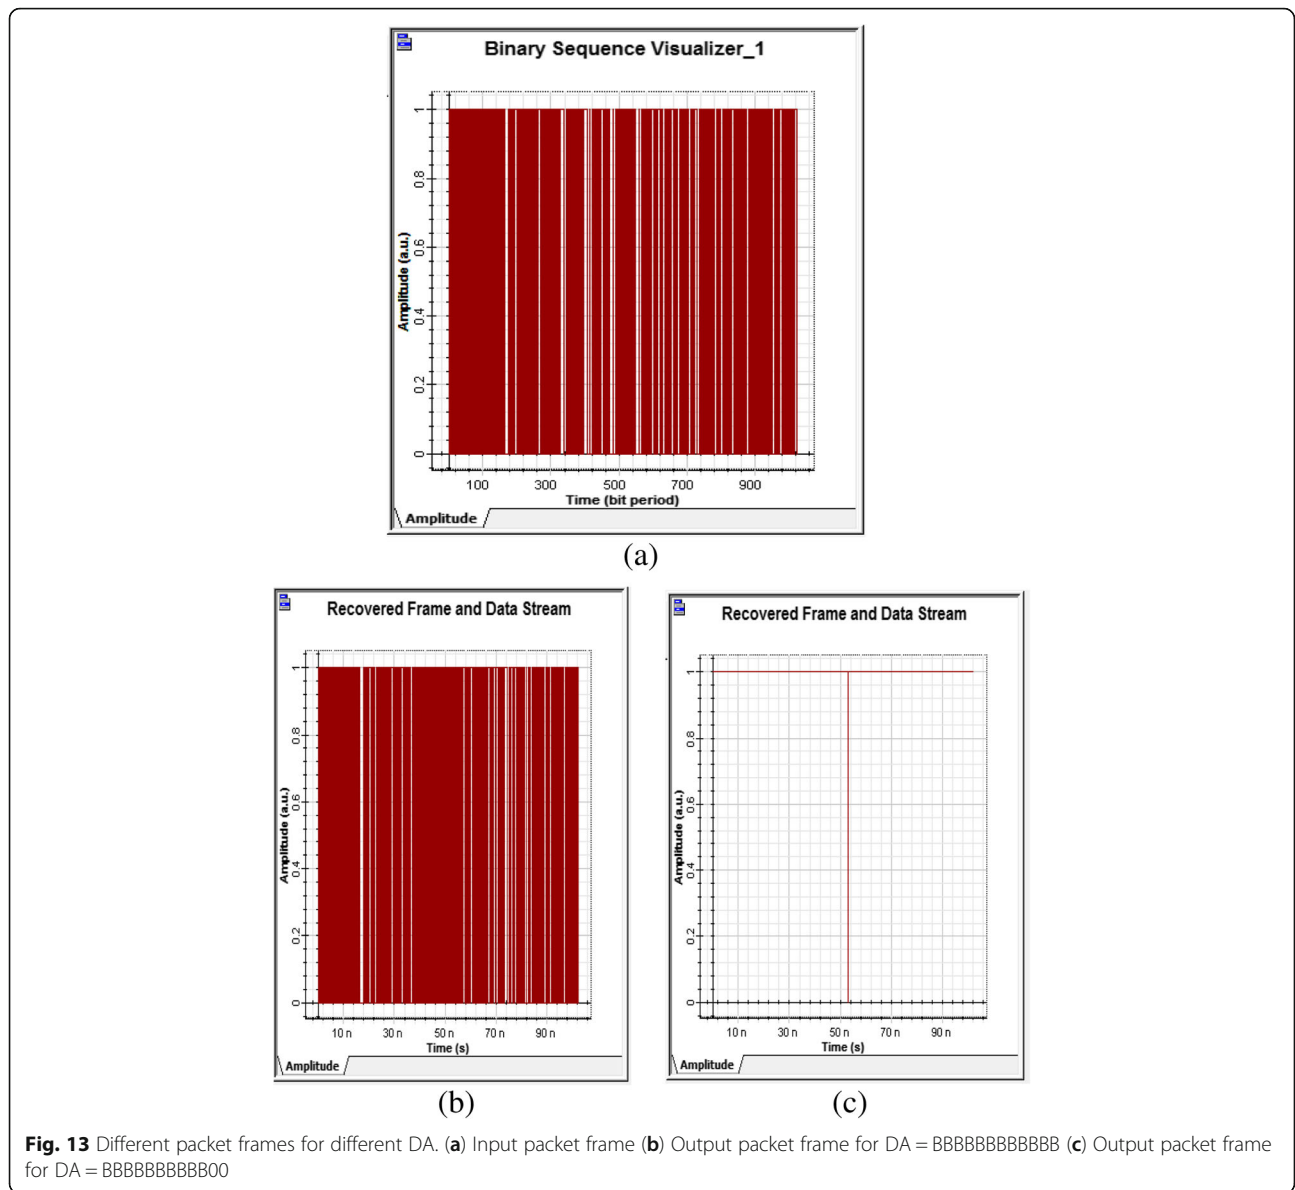 Binary Sequence Visualizer_1
Amplitude (a.u.)
1
0.8
0.6
0.4
0.2
0
100 300 500 700 900
Time (bit period)
Amplitude
(a)
Recovered Frame and Data Stream
Amplitude (a.u.)
1
0.8
0.6
0.4
0.2
0
10 n 30 n 50 n 70 n 90 n
Time (s)
Amplitude
(b)
Recovered Frame and Data Stream
Amplitude (a.u.)
1
0.8
0.6
0.4
0.2
0
10 n 30 n 50 n 70 n 90 n
Time (s)
Amplitude
(c)
Fig. 13 Different packet frames for different DA. (a) Input packet frame (b) Output packet frame for DA = BBBBBBBBBBBB (c) Output packet frame
for DA = BBBBBBBBBB00